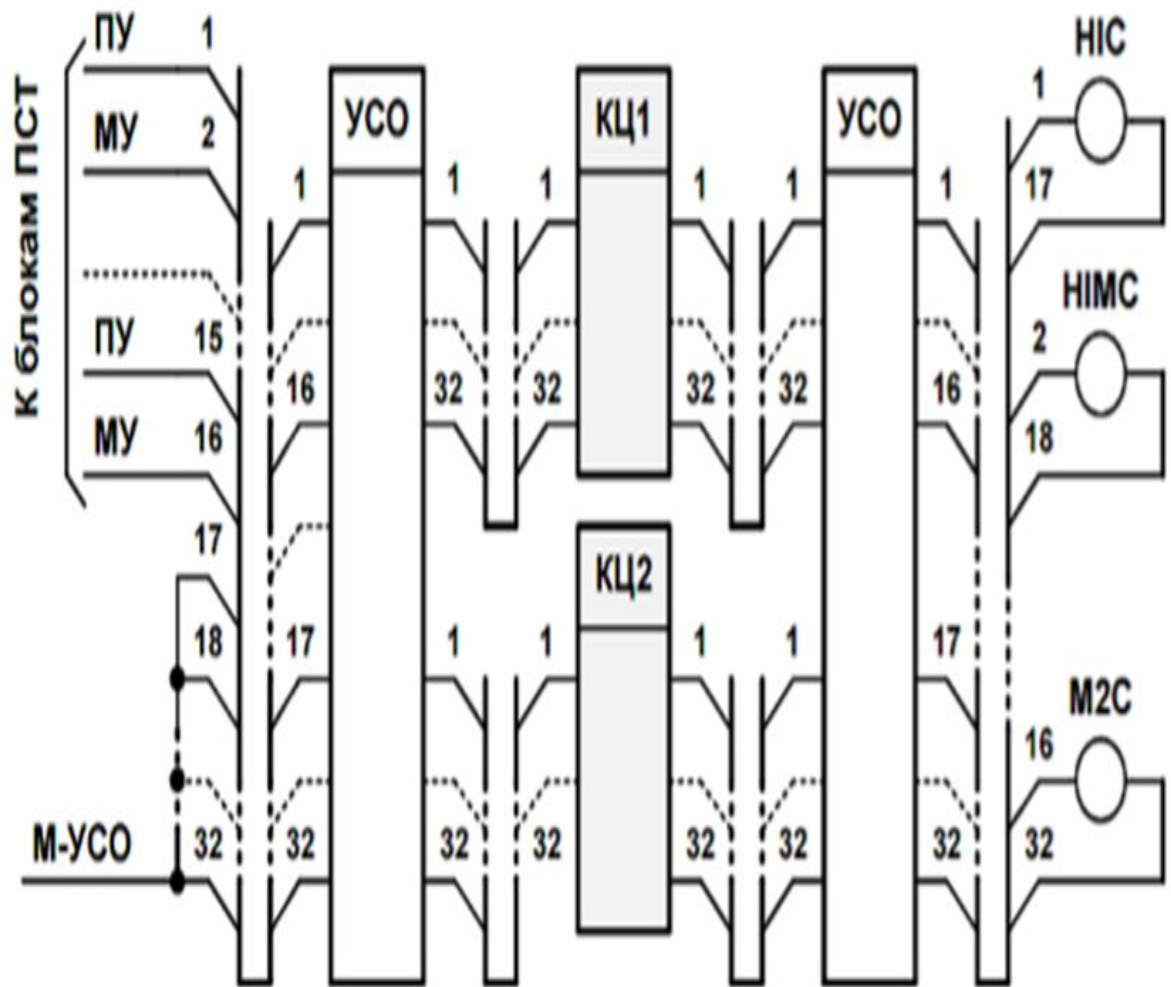 К блокам ПСТ
ПУ 1
МУ 2
ПУ 15
МУ 16
17
18
М-УСО 32
УСО
1 1
16 32
17 1
32 32
КЦ1
1 1
32 32
КЦ2
1 1
32 32
УСО
1 1
32 16
1 17
32 32
НІС
1
17
НІМС
2
18
М2С
16
32